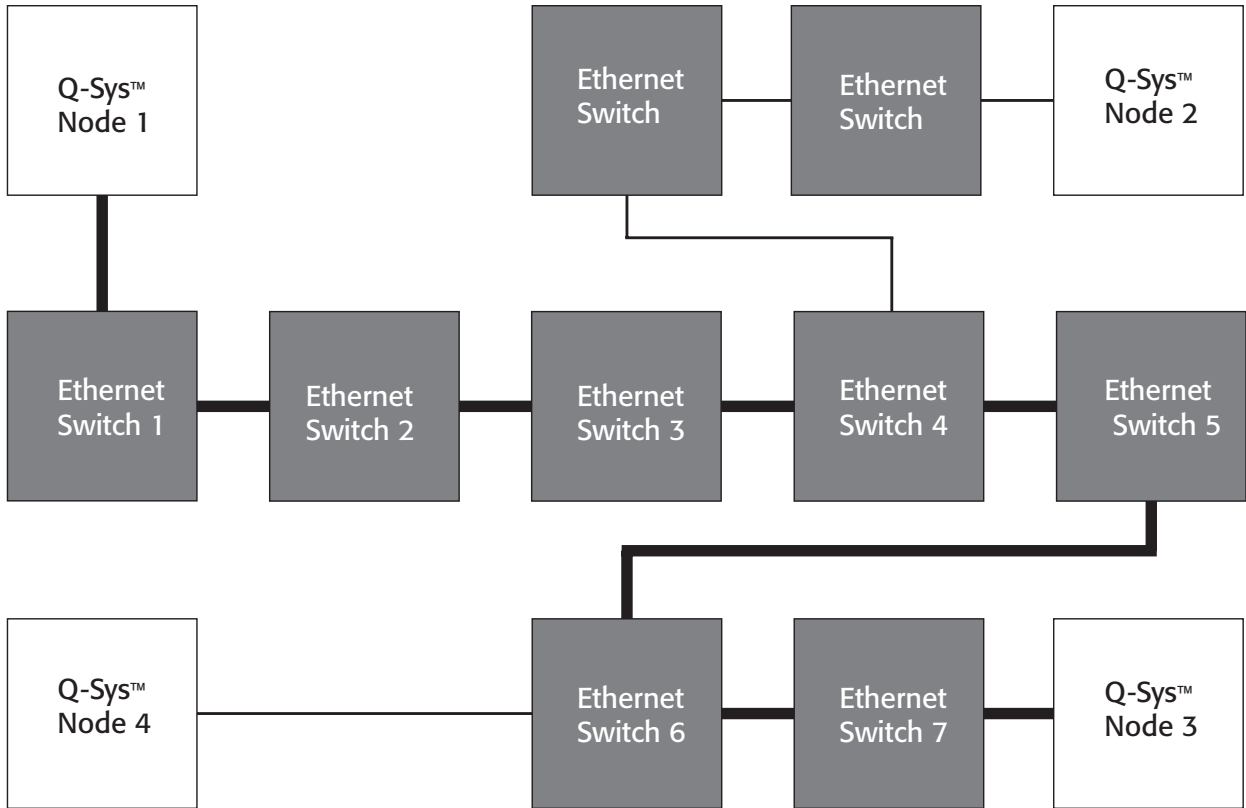 Q-Sys™
Node 1
Ethernet
Switch
Ethernet
Switch
Q-Sys™
Node 2
Ethernet
Switch 1
Ethernet
Switch 2
Ethernet
Switch 3
Ethernet
Switch 4
Ethernet
Switch 5
Q-Sys™
Node 4
Ethernet
Switch 6
Ethernet
Switch 7
Q-Sys™
Node 3